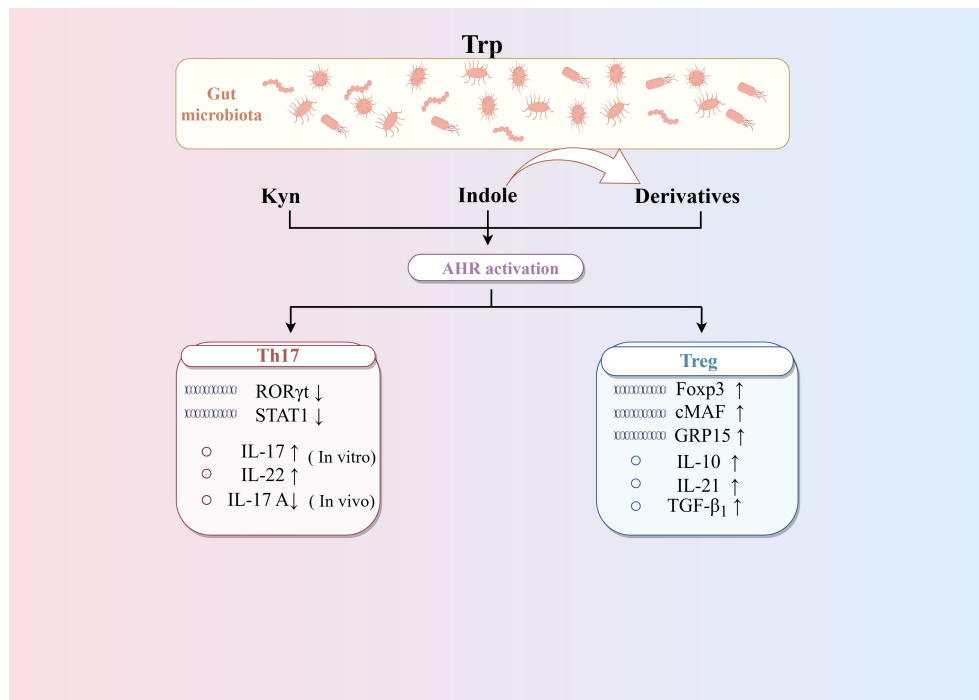 Trp
Gut
microbiota
Kyn
Indole
Derivatives
AHR activation
Th17
RORγt ↓
STAT1 ↓
IL-17 ↑ ( In vitro)
IL-22 ↑
IL-17 A↓ ( In vivo)
Treg
Foxp3 ↑
cMAF ↑
GRP15 ↑
IL-10 ↑
IL-21 ↑
TGF-β₁ ↑